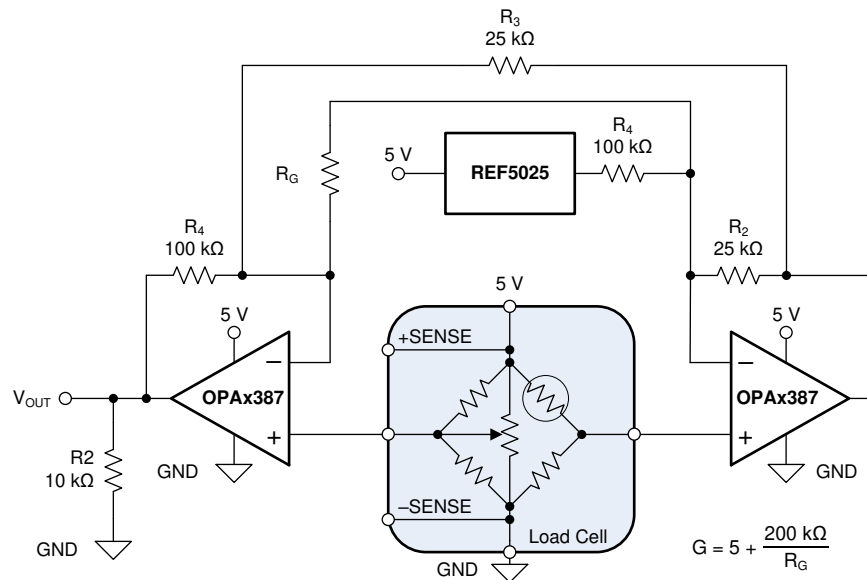 R3
25 kΩ
R4
100 kΩ
5 V
REF5025
RG
R4
100 kΩ
R2
25 kΩ
5 V
5 V
5 V
+SENSE
VOUT
–
OPAx387
+
–
OPAx387
+
R2
10 kΩ
GND
GND
–SENSE
Load Cell
GND
GND
G = 5 + 200 kΩ / RG